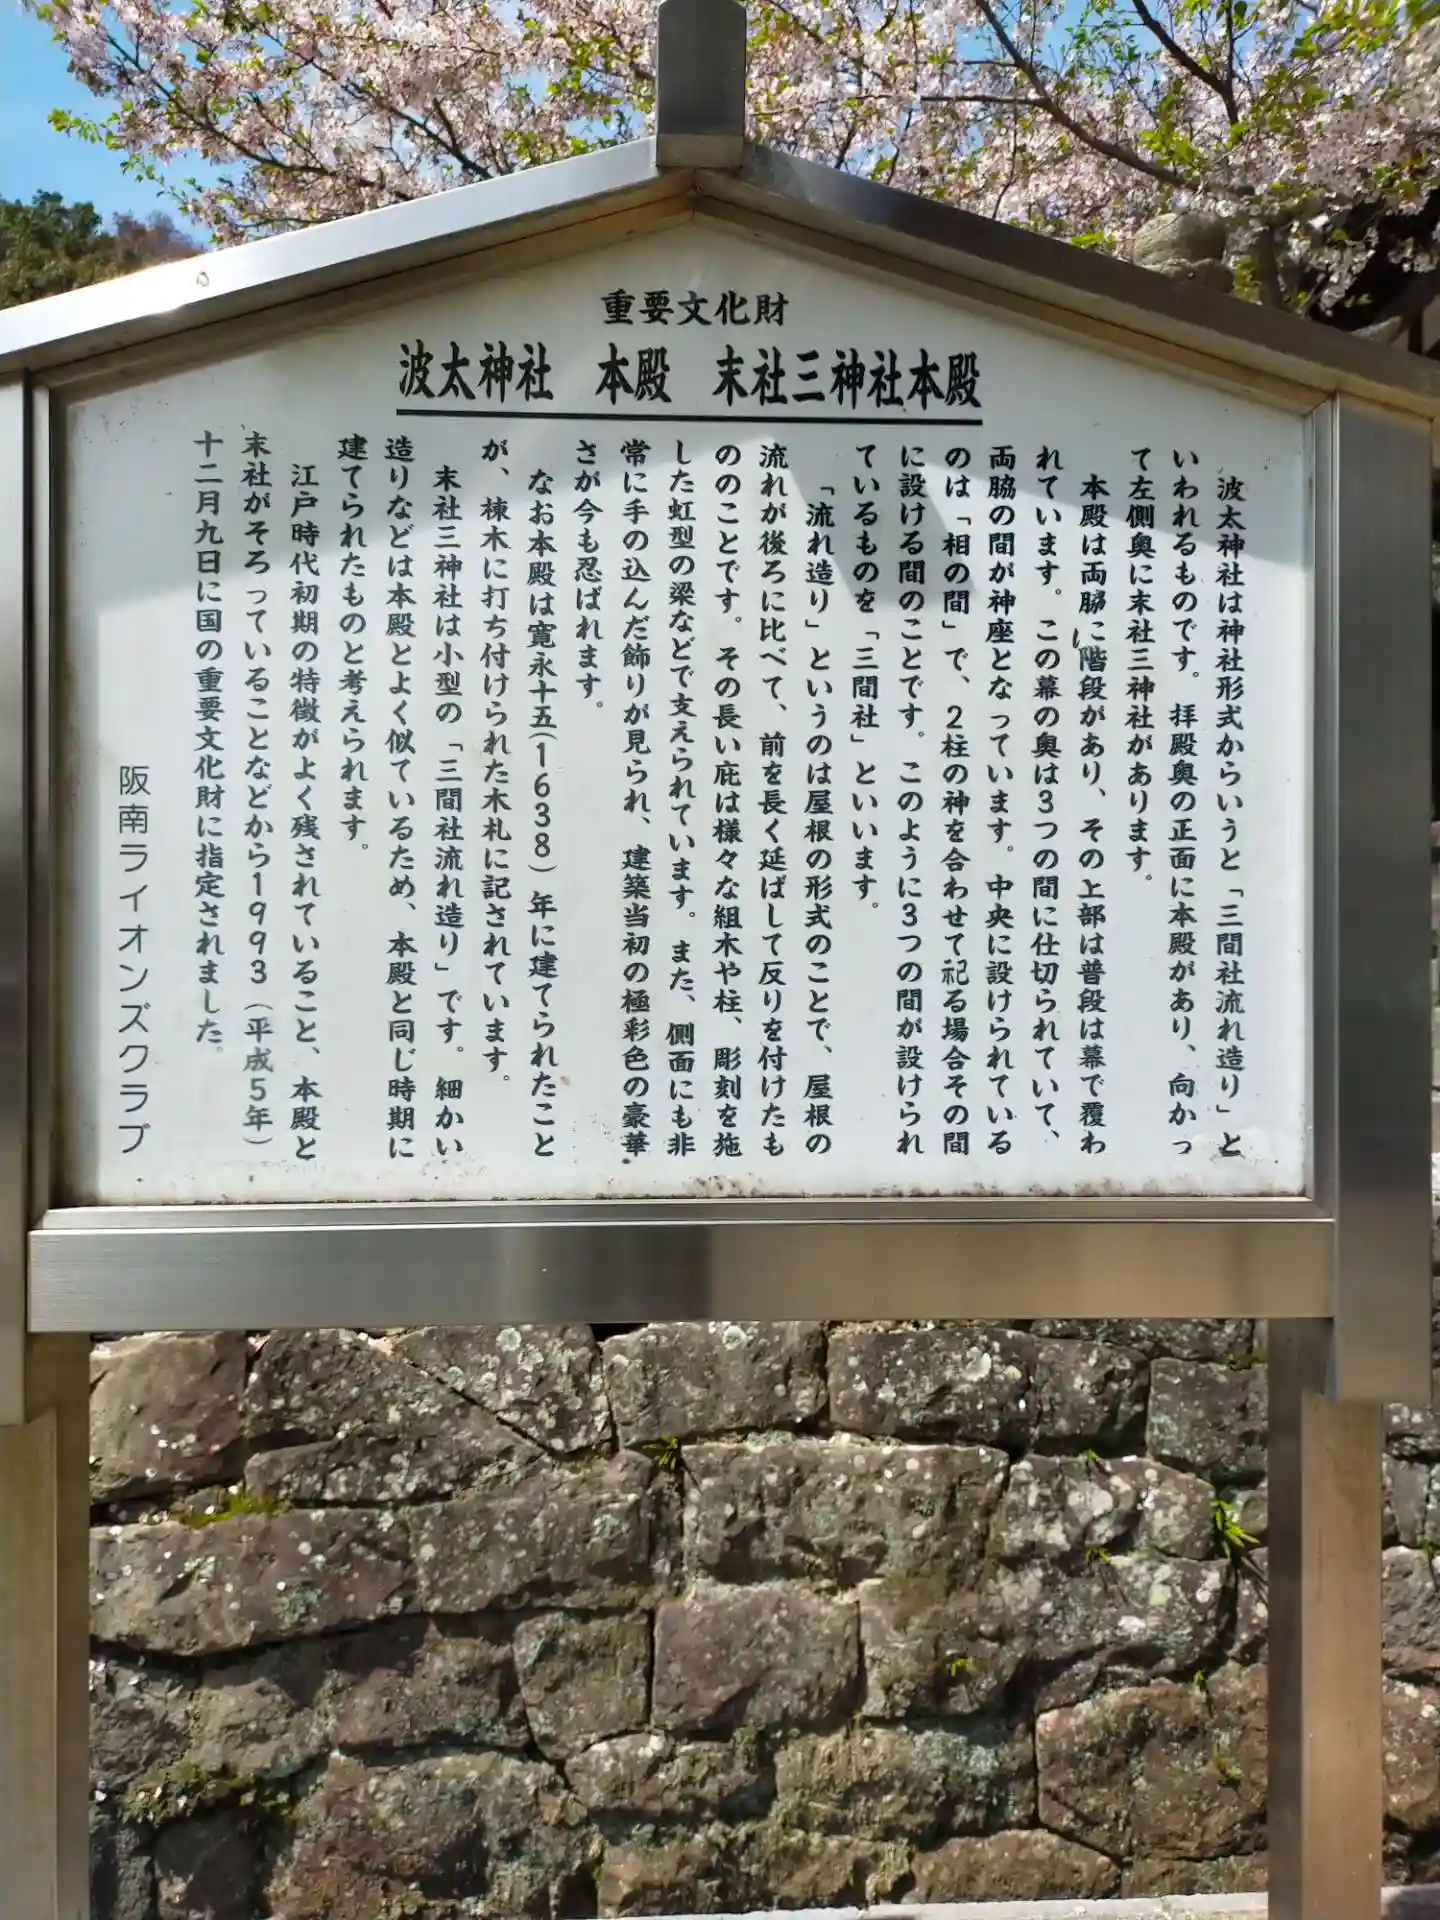 重要文化財
波太神社　本殿　末社三神社本殿
波太神社は神社形式からいうと「三間社流れ造り」と
いわれるものです。拝殿奥の正面に本殿があり、向かっ
て左側奥に末社三神社があります。
本殿は両脇に階段があり、その上部は普段は幕で覆わ
れています。この幕の奥は3つの間に仕切られていて、
両脇の間が神座となっています。中央に設けられている
のは「相の間」で、2柱の神を合わせて祀る場合その間
に設ける間のことです。このように3つの間が設けられ
ているものを「三間社」といいます。
「流れ造り」というのは屋根の形式のことで、屋根の
流れが後ろに比べて、前を長く延ばして反りを付けたも
ののことです。その長い庇は様々な組木や柱、彫刻を施
した虹型の梁などで支えられています。また、側面にも非
常に手の込んだ飾りが見られ、建築当初の極彩色の豪華
さが今も忍ばれます。
なお本殿は寛永十五(1638)年に建てられたこと
が、棟木に打ち付けられた木札に記されています。
末社三神社は小型の「三間社流れ造り」です。細かい
造りなどは本殿とよく似ているため、本殿と同じ時期に
建てられたものと考えられます。
江戸時代初期の特徴がよく残されていること、本殿と
末社がそろっていることなどから1993(平成5年)
十二月九日に国の重要文化財に指定されました。
阪南ライオンズクラブ